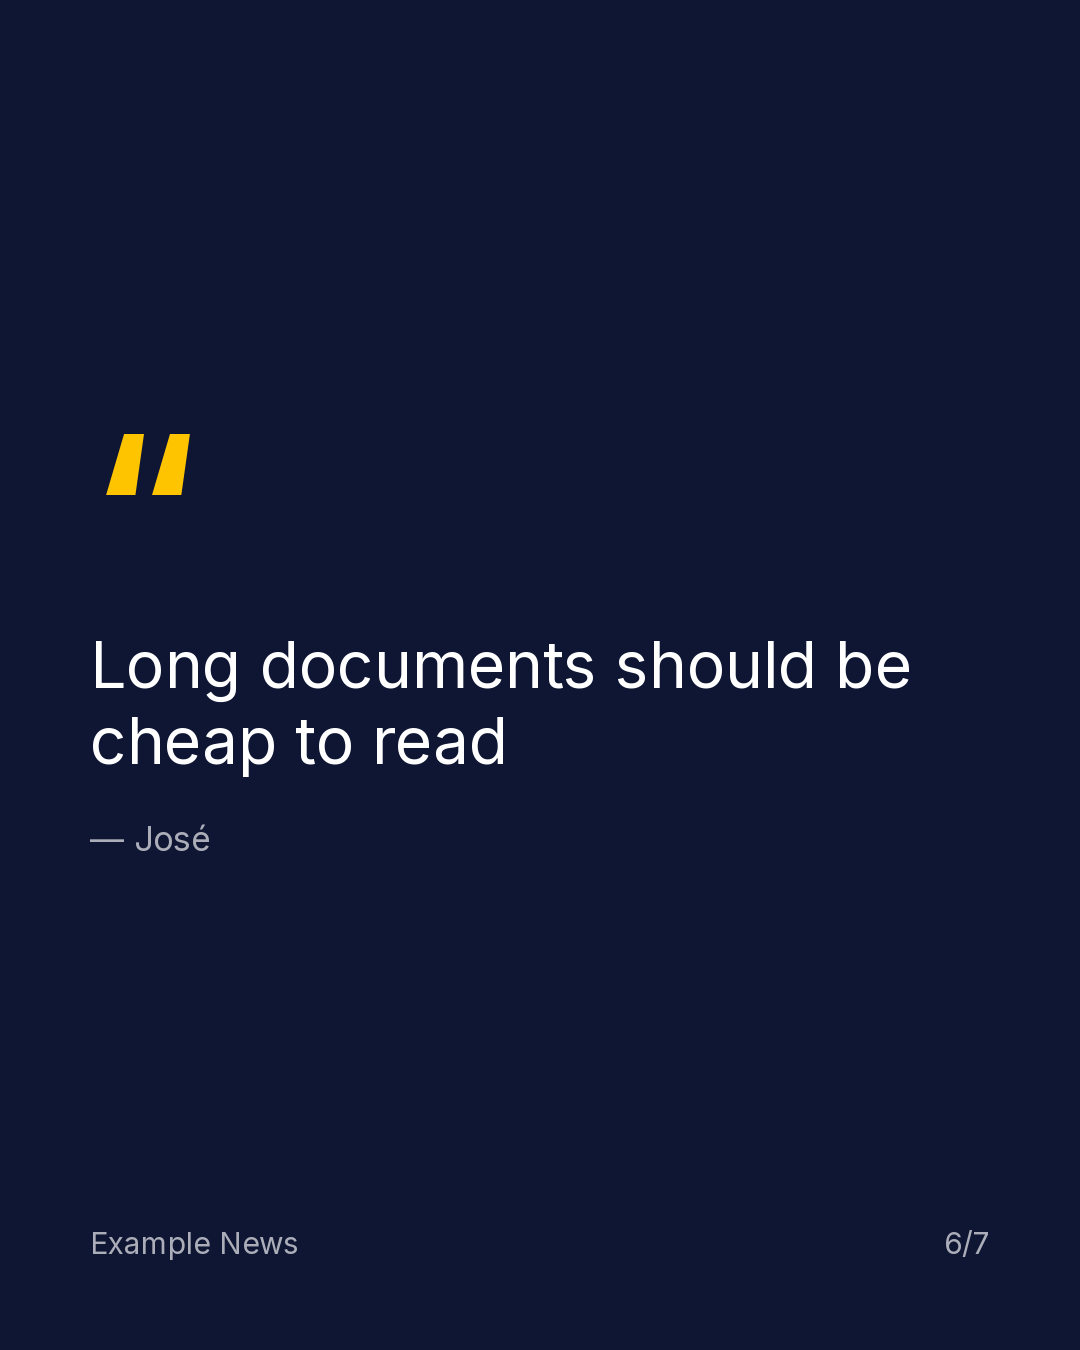 “
Long documents should be
cheap to read
— José
Example News
6/7